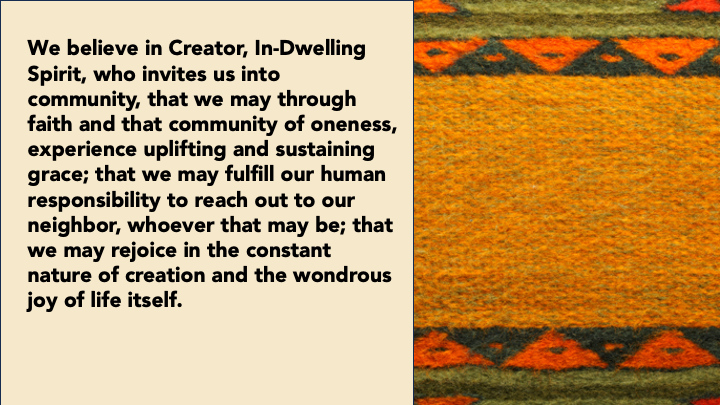 We believe in Creator, In-Dwelling
Spirit, who invites us into
community, that we may through
faith and that community of oneness,
experience uplifting and sustaining
grace; that we may fulfill our human
responsibility to reach out to our
neighbor, whoever that may be; that
we may rejoice in the constant
nature of creation and the wondrous
joy of life itself.